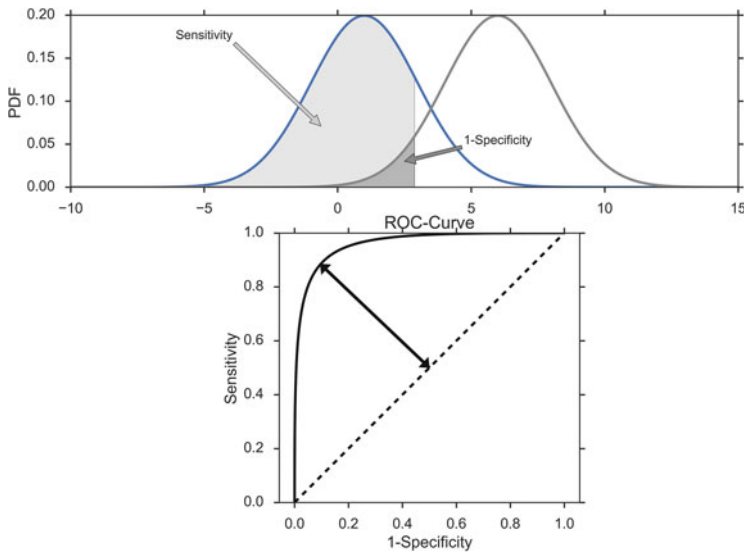 0.20
Sensitivity
0.15
PDF
0.10
1-Specificity
0.05
0.00
−10 −5 0 5 10 15
ROC-Curve
1.0
0.8
0.6
Sensitivity
0.4
0.2
0.0
0.0 0.2 0.4 0.6 0.8 1.0
1-Specificity